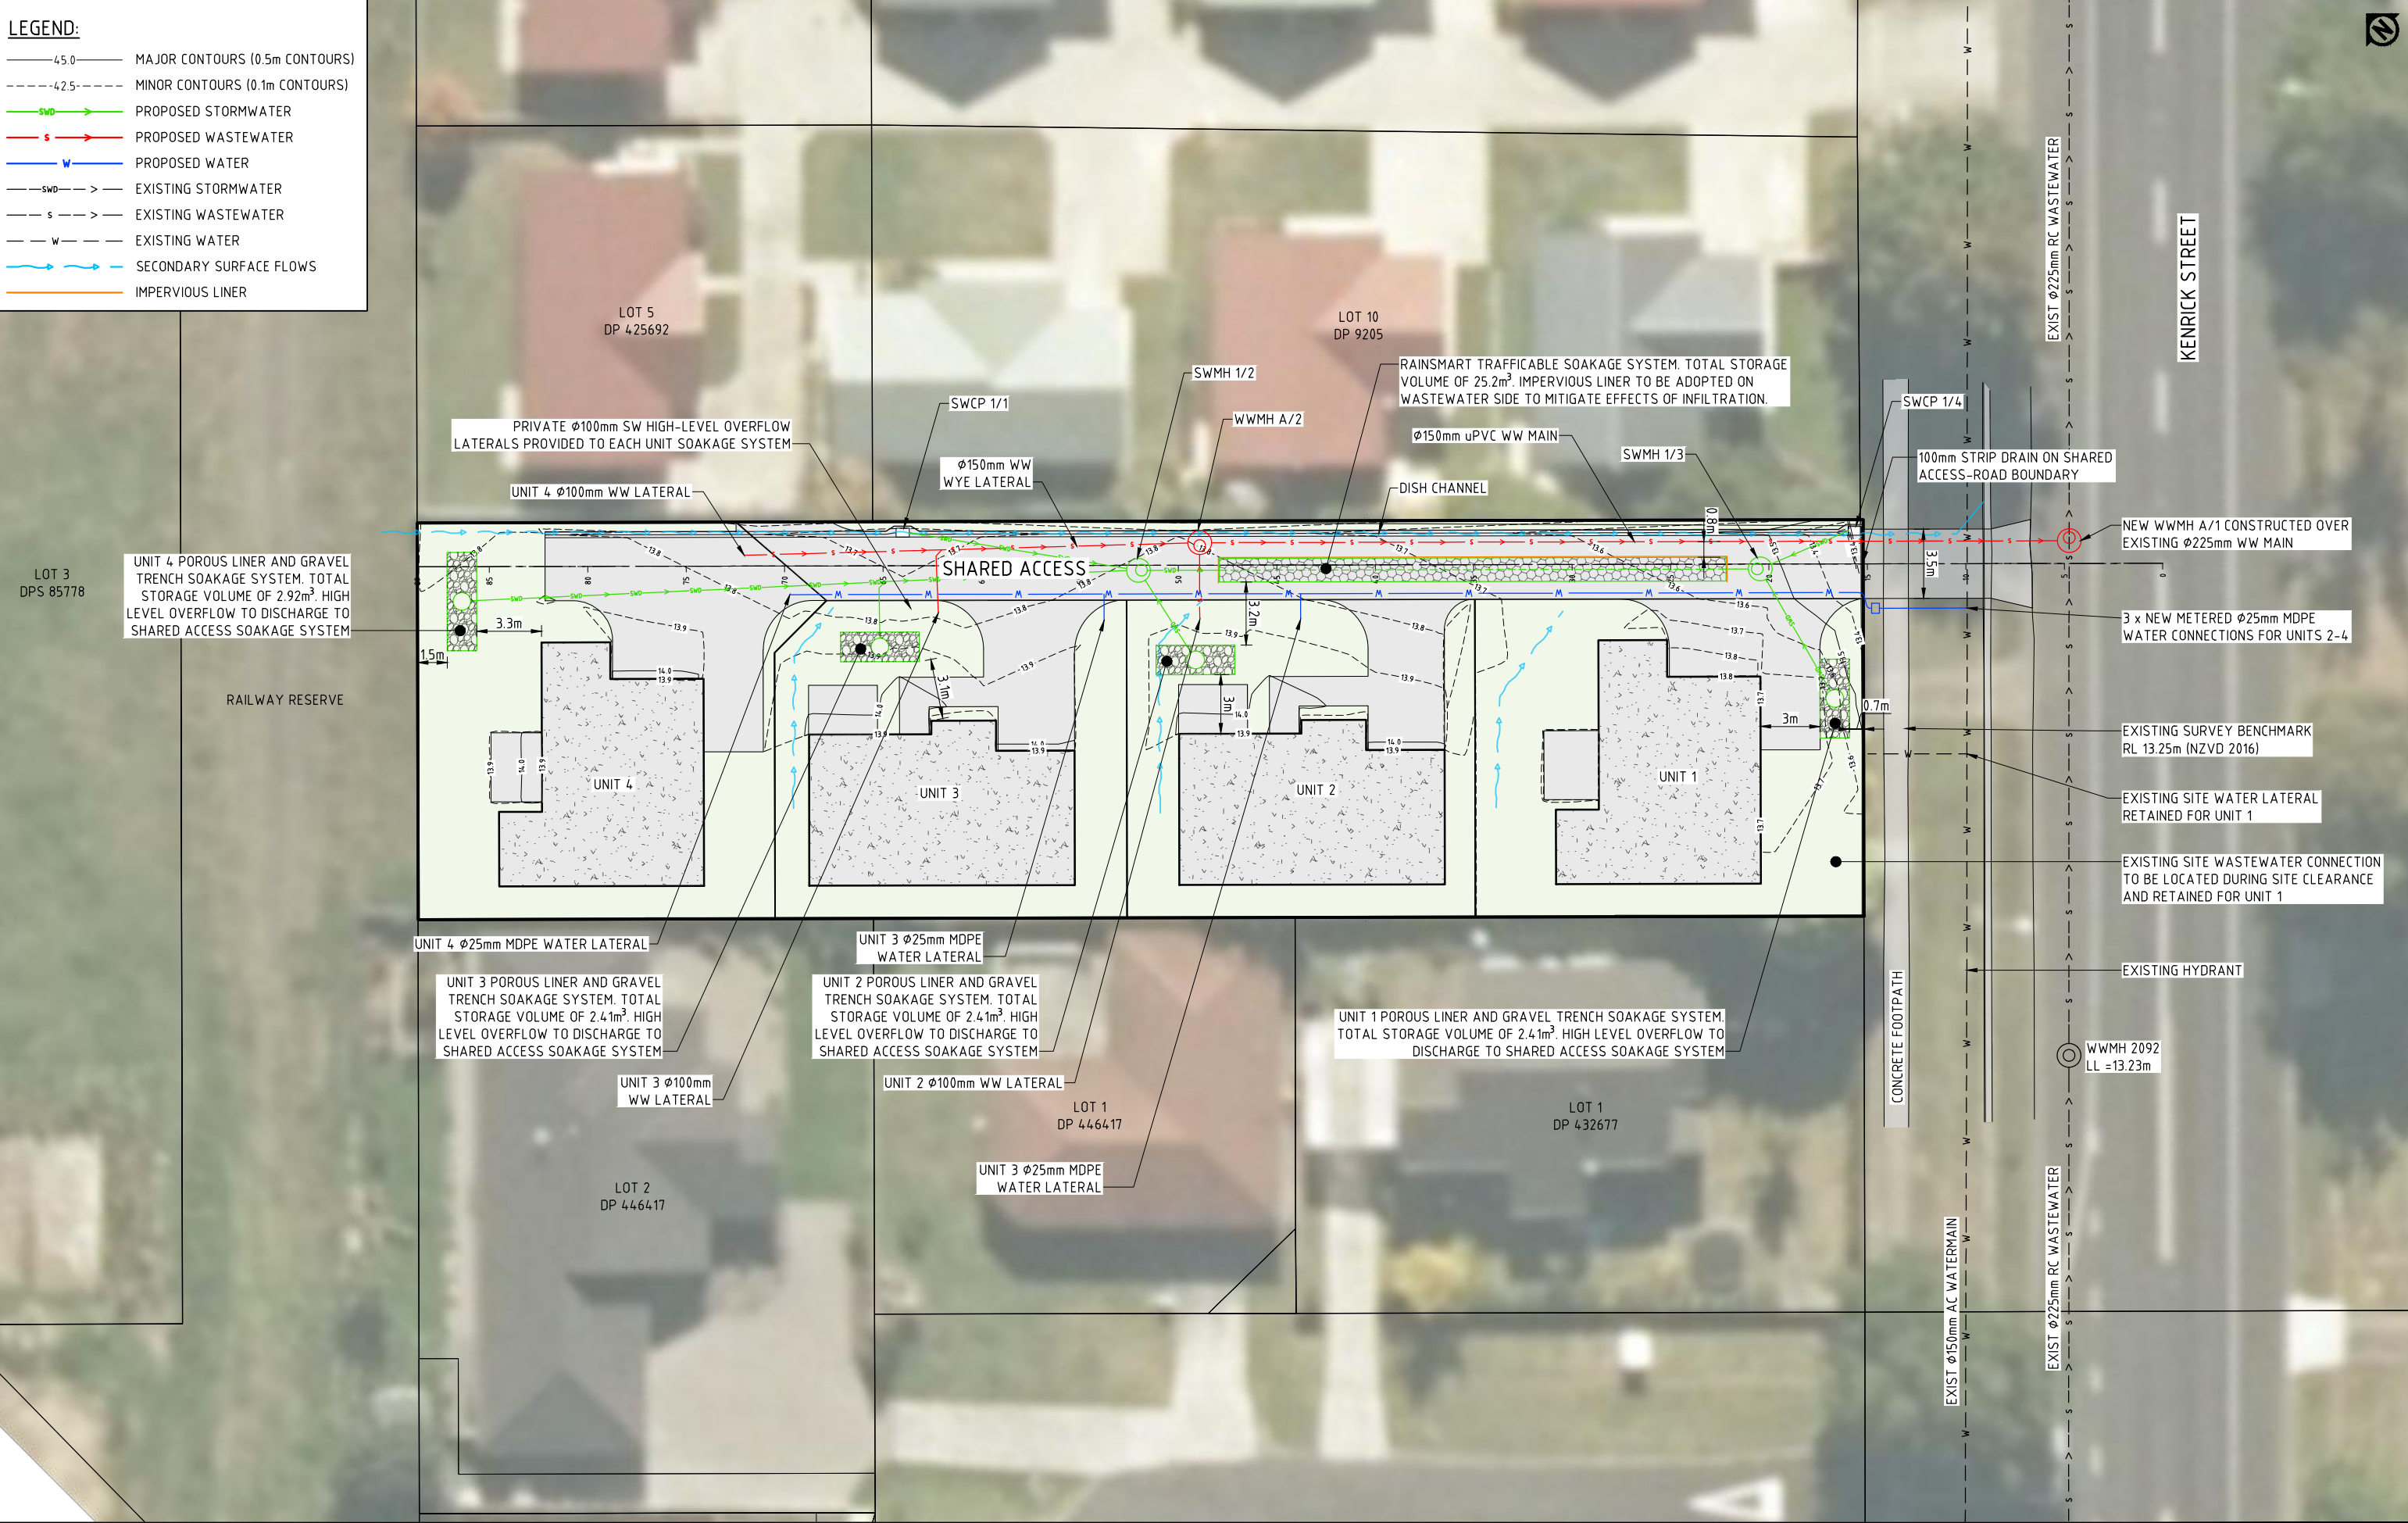 LEGEND:
45.0
MAJOR CONTOURS (0.5m CONTOURS)
42.5
MINOR CONTOURS (0.1m CONTOURS)
SWD
PROPOSED STORMWATER
S
PROPOSED WASTEWATER
W
PROPOSED WATER
SWD
EXISTING STORMWATER
S
EXISTING WASTEWATER
W
EXISTING WATER
SECONDARY SURFACE FLOWS
IMPERVIOUS LINER
N
LOT 5
DP 425692
LOT 10
DP 9205
EXIST Ø225mm RC WASTEWATER
KENRICK STREET
RAINSMART TRAFFICABLE SOAKAGE SYSTEM. TOTAL STORAGE
VOLUME OF 25.2m³. IMPERVIOUS LINER TO BE ADOPTED ON
WASTEWATER SIDE TO MITIGATE EFFECTS OF INFILTRATION.
SWMH 1/2
SWCP 1/1
SWCP 1/4
WWMH A/2
PRIVATE Ø100mm SW HIGH-LEVEL OVERFLOW
LATERALS PROVIDED TO EACH UNIT SOAKAGE SYSTEM
Ø150mm uPVC WW MAIN
SWMH 1/3
Ø150mm WW
WYE LATERAL
100mm STRIP DRAIN ON SHARED
ACCESS-ROAD BOUNDARY
UNIT 4 Ø100mm WW LATERAL
DISH CHANNEL
0.8m
NEW WWMH A/1 CONSTRUCTED OVER
EXISTING Ø225mm WW MAIN
3.5m
SHARED ACCESS
UNIT 4 POROUS LINER AND GRAVEL
TRENCH SOAKAGE SYSTEM. TOTAL
STORAGE VOLUME OF 2.92m³. HIGH
LEVEL OVERFLOW TO DISCHARGE TO
SHARED ACCESS SOAKAGE SYSTEM
LOT 3
DPS 85778
3.3m
1.5m
3.2m
3.1m
3m
3m
0.7m
3 x NEW METERED Ø25mm MDPE
WATER CONNECTIONS FOR UNITS 2-4
RAILWAY RESERVE
EXISTING SURVEY BENCHMARK
RL 13.25m (NZVD 2016)
UNIT 4
UNIT 3
UNIT 2
UNIT 1
EXISTING SITE WATER LATERAL
RETAINED FOR UNIT 1
EXISTING SITE WASTEWATER CONNECTION
TO BE LOCATED DURING SITE CLEARANCE
AND RETAINED FOR UNIT 1
UNIT 4 Ø25mm MDPE WATER LATERAL
UNIT 3 Ø25mm MDPE
WATER LATERAL
EXISTING HYDRANT
CONCRETE FOOTPATH
UNIT 3 POROUS LINER AND GRAVEL
TRENCH SOAKAGE SYSTEM. TOTAL
STORAGE VOLUME OF 2.41m³. HIGH
LEVEL OVERFLOW TO DISCHARGE TO
SHARED ACCESS SOAKAGE SYSTEM
UNIT 2 POROUS LINER AND GRAVEL
TRENCH SOAKAGE SYSTEM. TOTAL
STORAGE VOLUME OF 2.41m³. HIGH
LEVEL OVERFLOW TO DISCHARGE TO
SHARED ACCESS SOAKAGE SYSTEM
UNIT 1 POROUS LINER AND GRAVEL TRENCH SOAKAGE SYSTEM.
TOTAL STORAGE VOLUME OF 2.41m³. HIGH LEVEL OVERFLOW TO
DISCHARGE TO SHARED ACCESS SOAKAGE SYSTEM
WWMH 2092
LL =13.23m
UNIT 3 Ø100mm
WW LATERAL
UNIT 2 Ø100mm WW LATERAL
LOT 1
DP 446417
LOT 1
DP 432677
UNIT 3 Ø25mm MDPE
WATER LATERAL
LOT 2
DP 446417
EXIST Ø150mm AC WATERMAIN
EXIST Ø225mm RC WASTEWATER